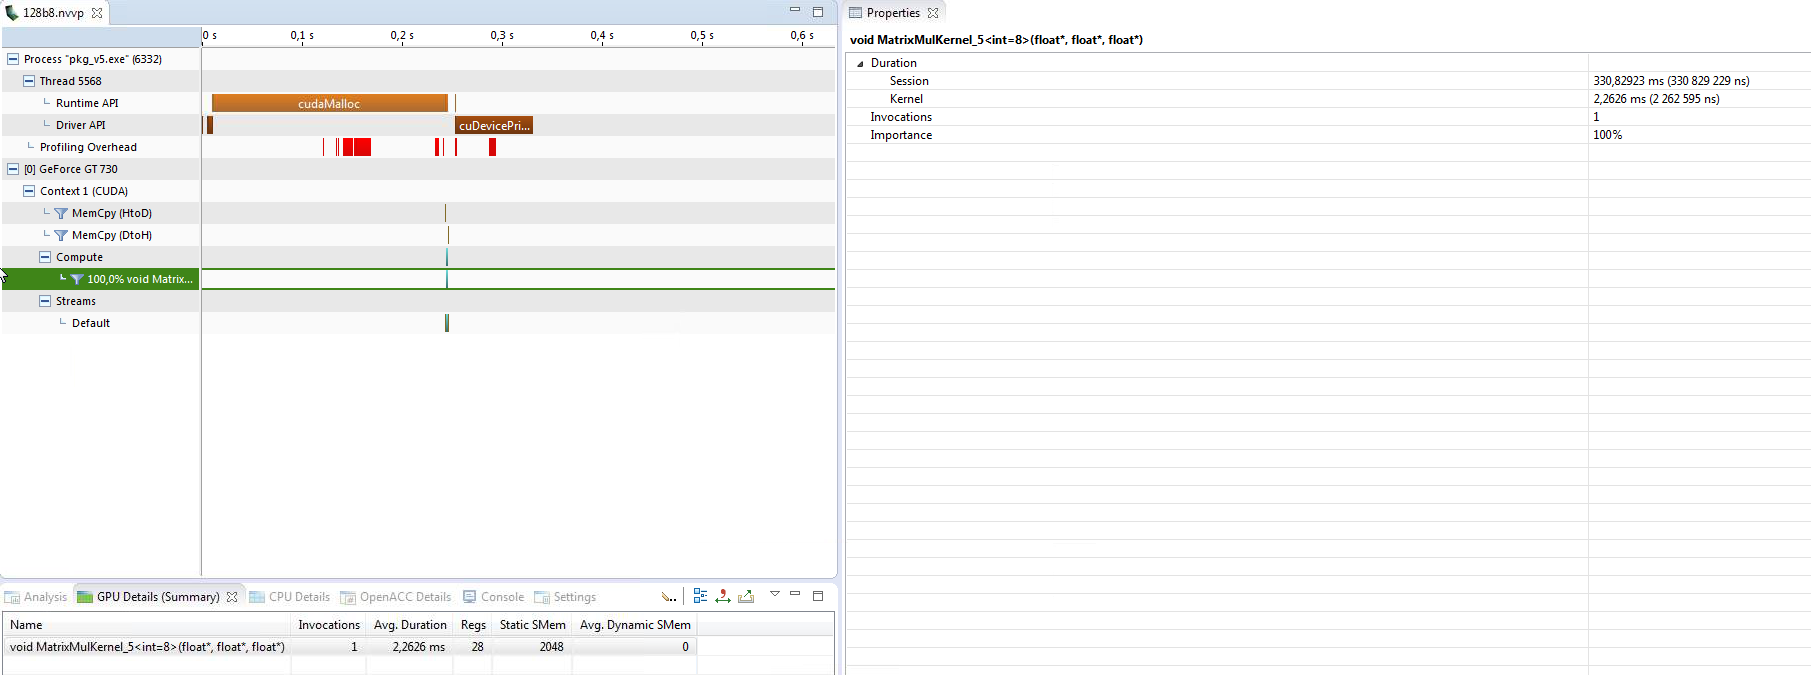 128b8.nvvp
0 s 0,1 s 0,2 s 0,3 s 0,4 s 0,5 s 0,6 s
Process "pkg_v5.exe" (6332)
Thread 5568
Runtime API
cudaMalloc
Driver API
cuDevicePri...
Profiling Overhead
[0] GeForce GT 730
Context 1 (CUDA)
MemCpy (HtoD)
MemCpy (DtoH)
Compute
100,0% void Matrix...
Streams
Default
Properties
void MatrixMulKernel_5<int=8>(float*, float*, float*)
Duration
Session 330,82923 ms (330 829 229 ns)
Kernel 2,2626 ms (2 262 595 ns)
Invocations 1
Importance 100%
Analysis GPU Details (Summary) CPU Details OpenACC Details Console Settings
Name Invocations Avg. Duration Regs Static SMem Avg. Dynamic SMem
void MatrixMulKernel_5<int=8>(float*, float*, float*) 1 2,2626 ms 28 2048 0